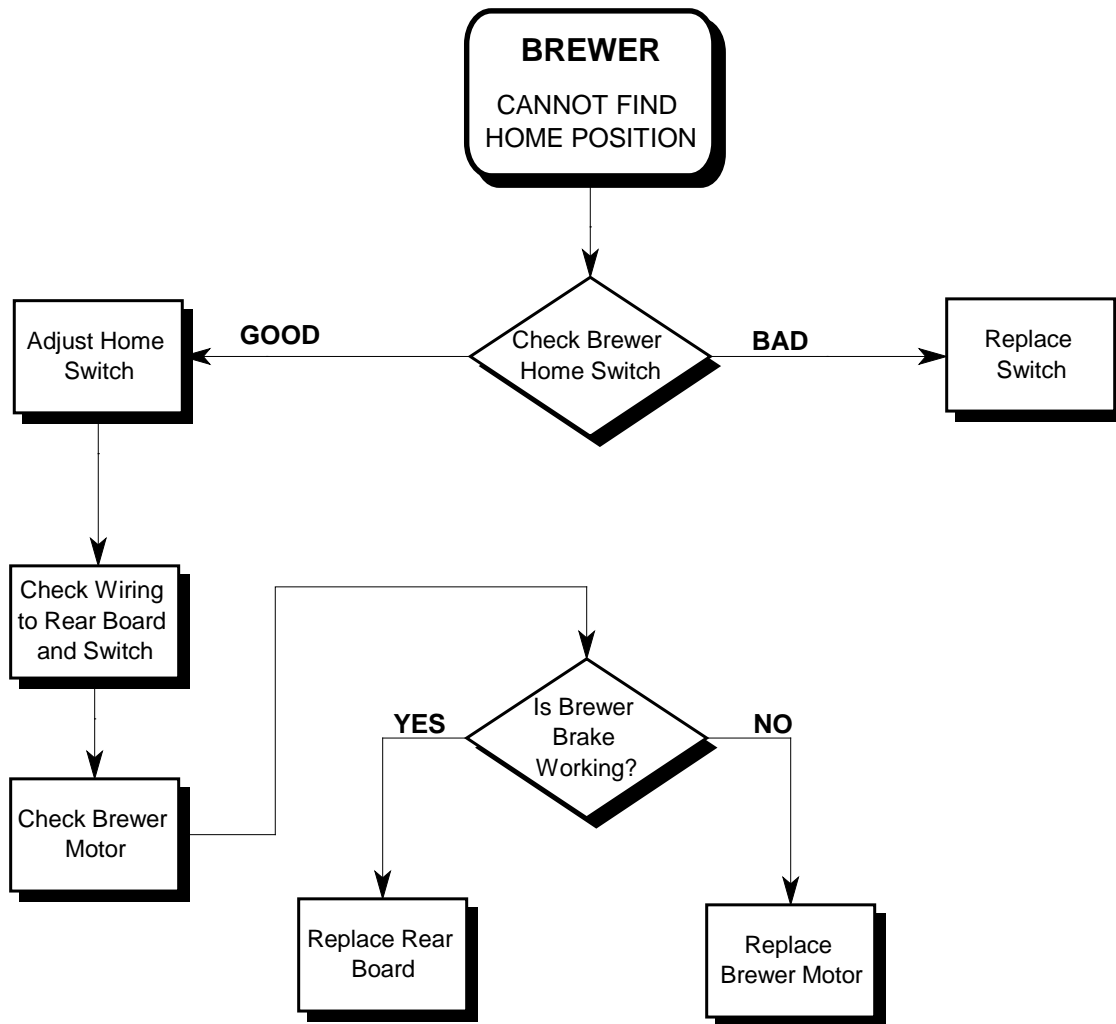 BREWER
CANNOT FIND
HOME POSITION
Adjust Home
Switch
GOOD
Check Brewer
Home Switch
BAD
Replace
Switch
Check Wiring
to Rear Board
and Switch
Check Brewer
Motor
YES
Is Brewer
Brake
Working?
NO
Replace Rear
Board
Replace
Brewer Motor